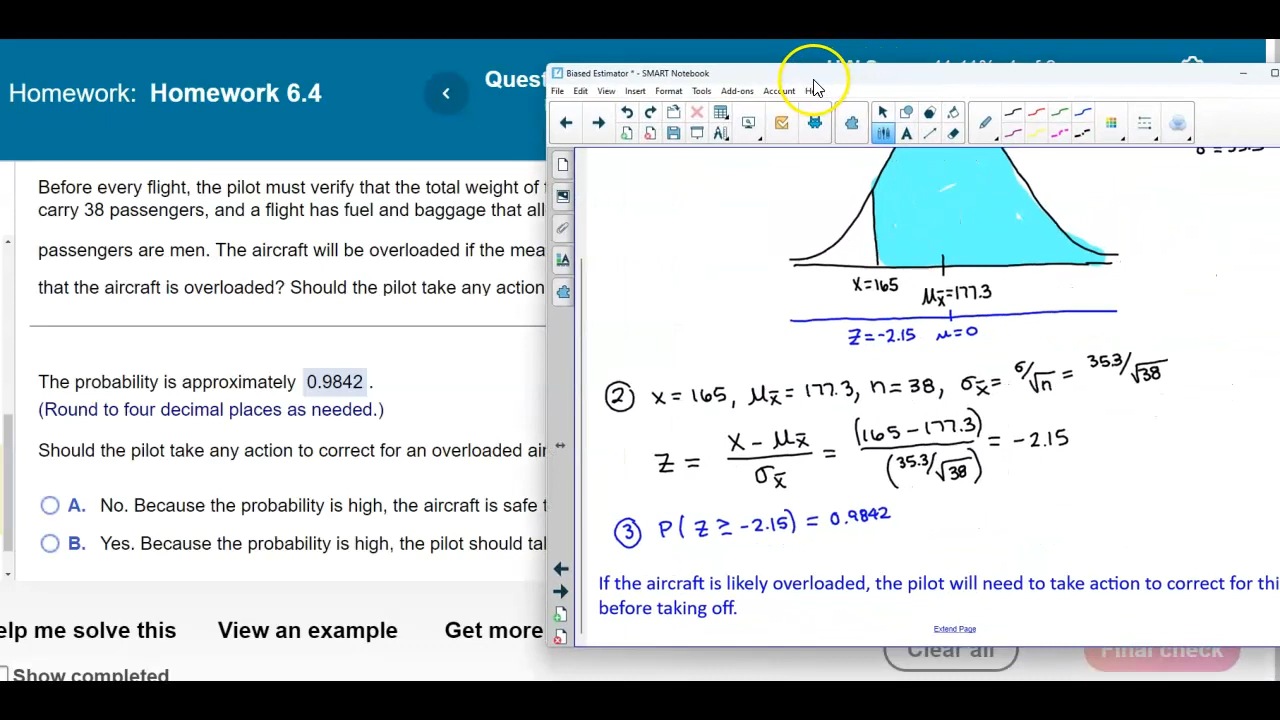 Homework: Homework 6.4
Quest
Before every flight, the pilot must verify that the total weight of
carry 38 passengers, and a flight has fuel and baggage that all
passengers are men. The aircraft will be overloaded if the mea
that the aircraft is overloaded? Should the pilot take any action
The probability is approximately 0.9842 .
(Round to four decimal places as needed.)
Should the pilot take any action to correct for an overloaded air
A. No. Because the probability is high, the aircraft is safe t
B. Yes. Because the probability is high, the pilot should tal
elp me solve this View an example Get more
Clear all Final check
Show completed
Biased Estimator * - SMART Notebook
File Edit View Insert Format Tools Add-ons Account H
x=165
μx̄=177.3
Z=-2.15 μ=0
② x = 165, μx̄ = 177.3, n = 38, σx̄ = σ/√n = 35.3/√38
Z = x - μx̄ / σx̄ = (165 - 177.3) / (35.3/√38) = -2.15
③ P( Z ≥ -2.15) = 0.9842
If the aircraft is likely overloaded, the pilot will need to take action to correct for thi
before taking off.
Extend Page